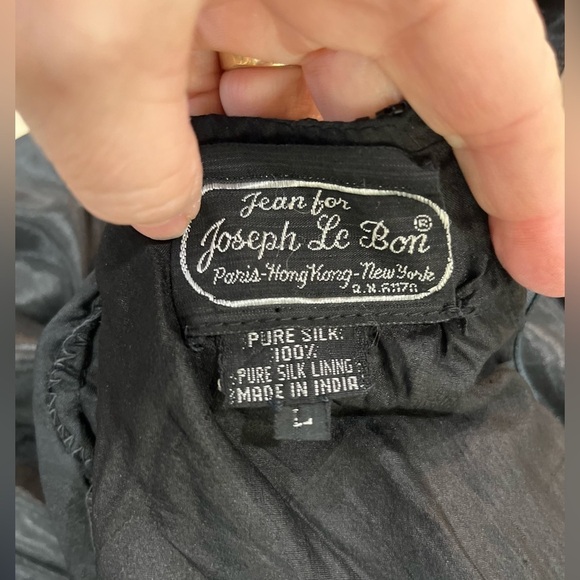 Jean for
Joseph Le Bon®
Paris-Hong Kong-New York
R.N.61170
PURE SILK
100%
PURE SILK LINING
MADE IN INDIA
L